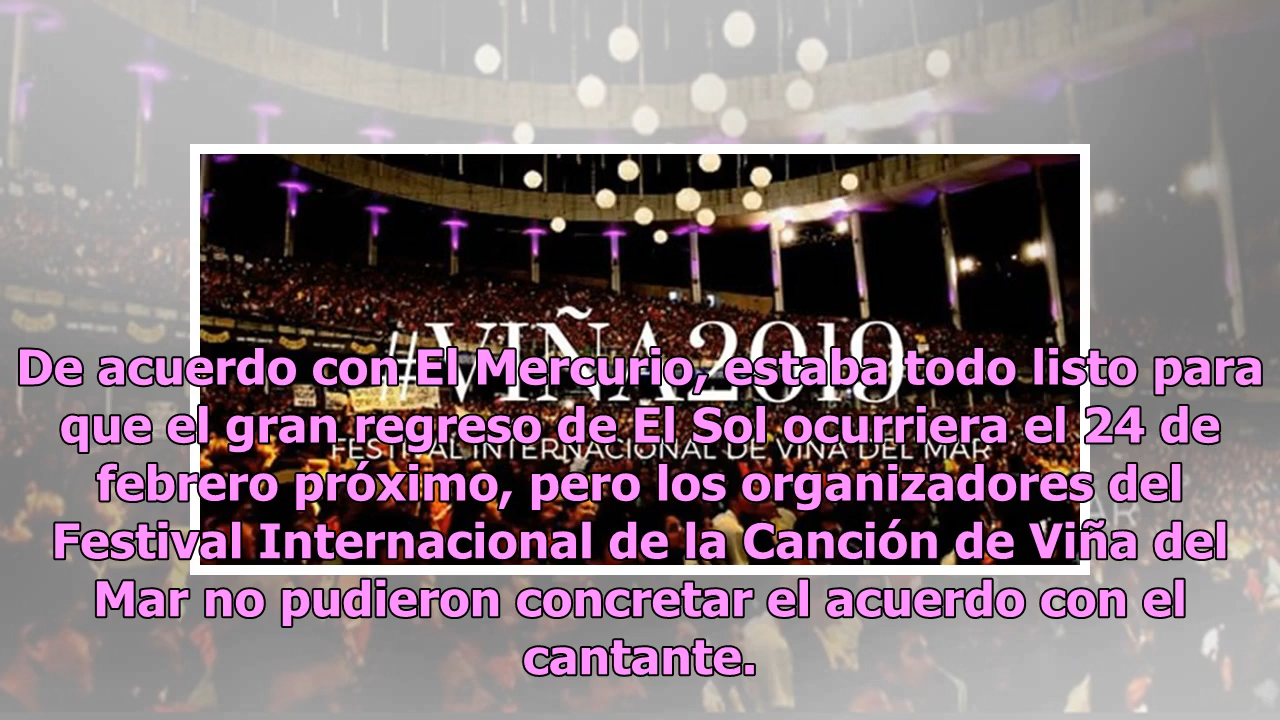 #VIÑA2019
FESTIVAL INTERNACIONAL DE VIÑA DEL MAR
De acuerdo con El Mercurio, estaba todo listo para
que el gran regreso de El Sol ocurriera el 24 de
febrero próximo, pero los organizadores del
Festival Internacional de la Canción de Viña del
Mar no pudieron concretar el acuerdo con el
cantante.